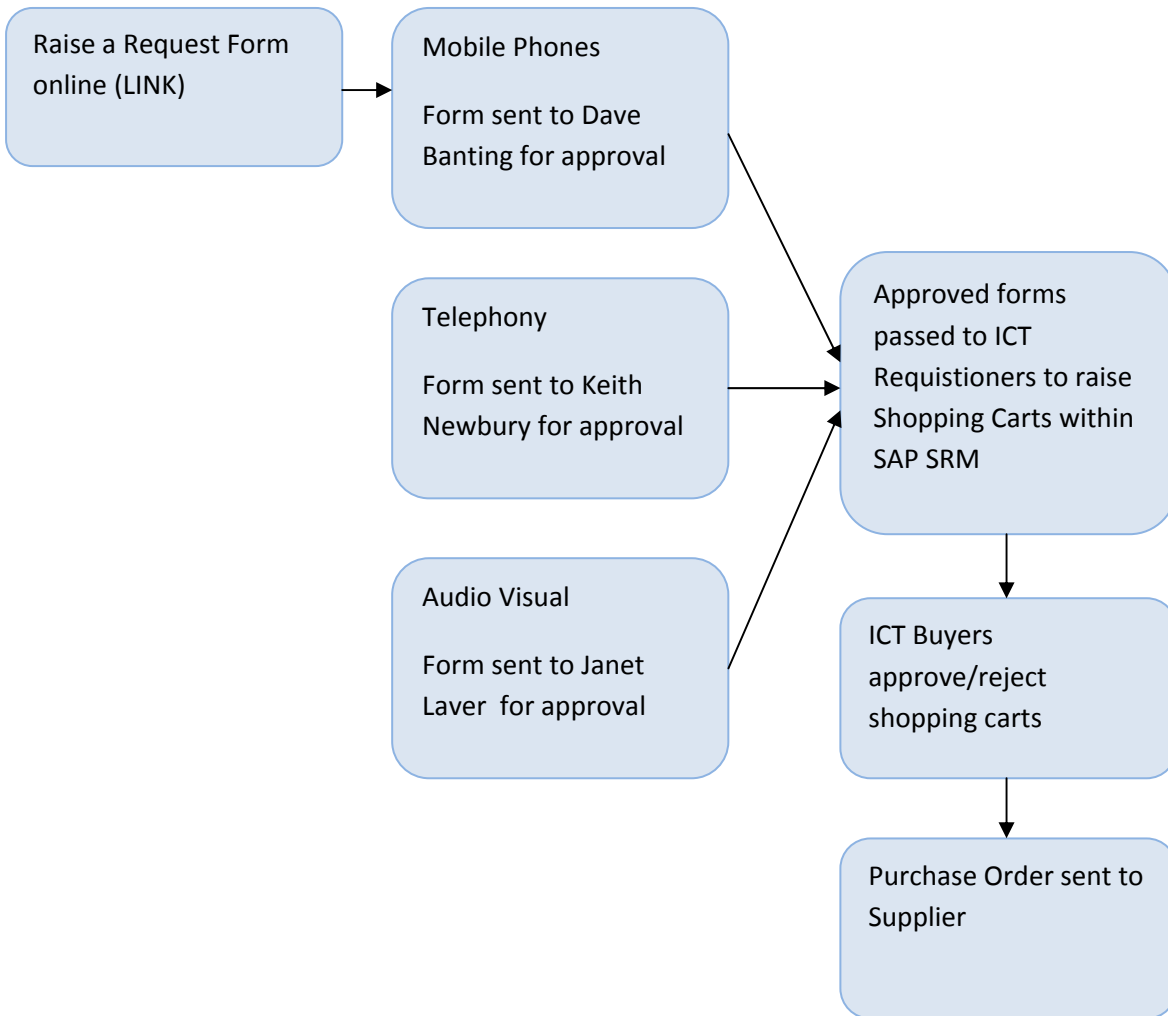 Raise a Request Form
online (LINK)
Mobile Phones
Form sent to Dave
Banting for approval
Telephony
Form sent to Keith
Newbury for approval
Audio Visual
Form sent to Janet
Laver  for approval
Approved forms
passed to ICT
Requistioners to raise
Shopping Carts within
SAP SRM
ICT Buyers
approve/reject
shopping carts
Purchase Order sent to
Supplier